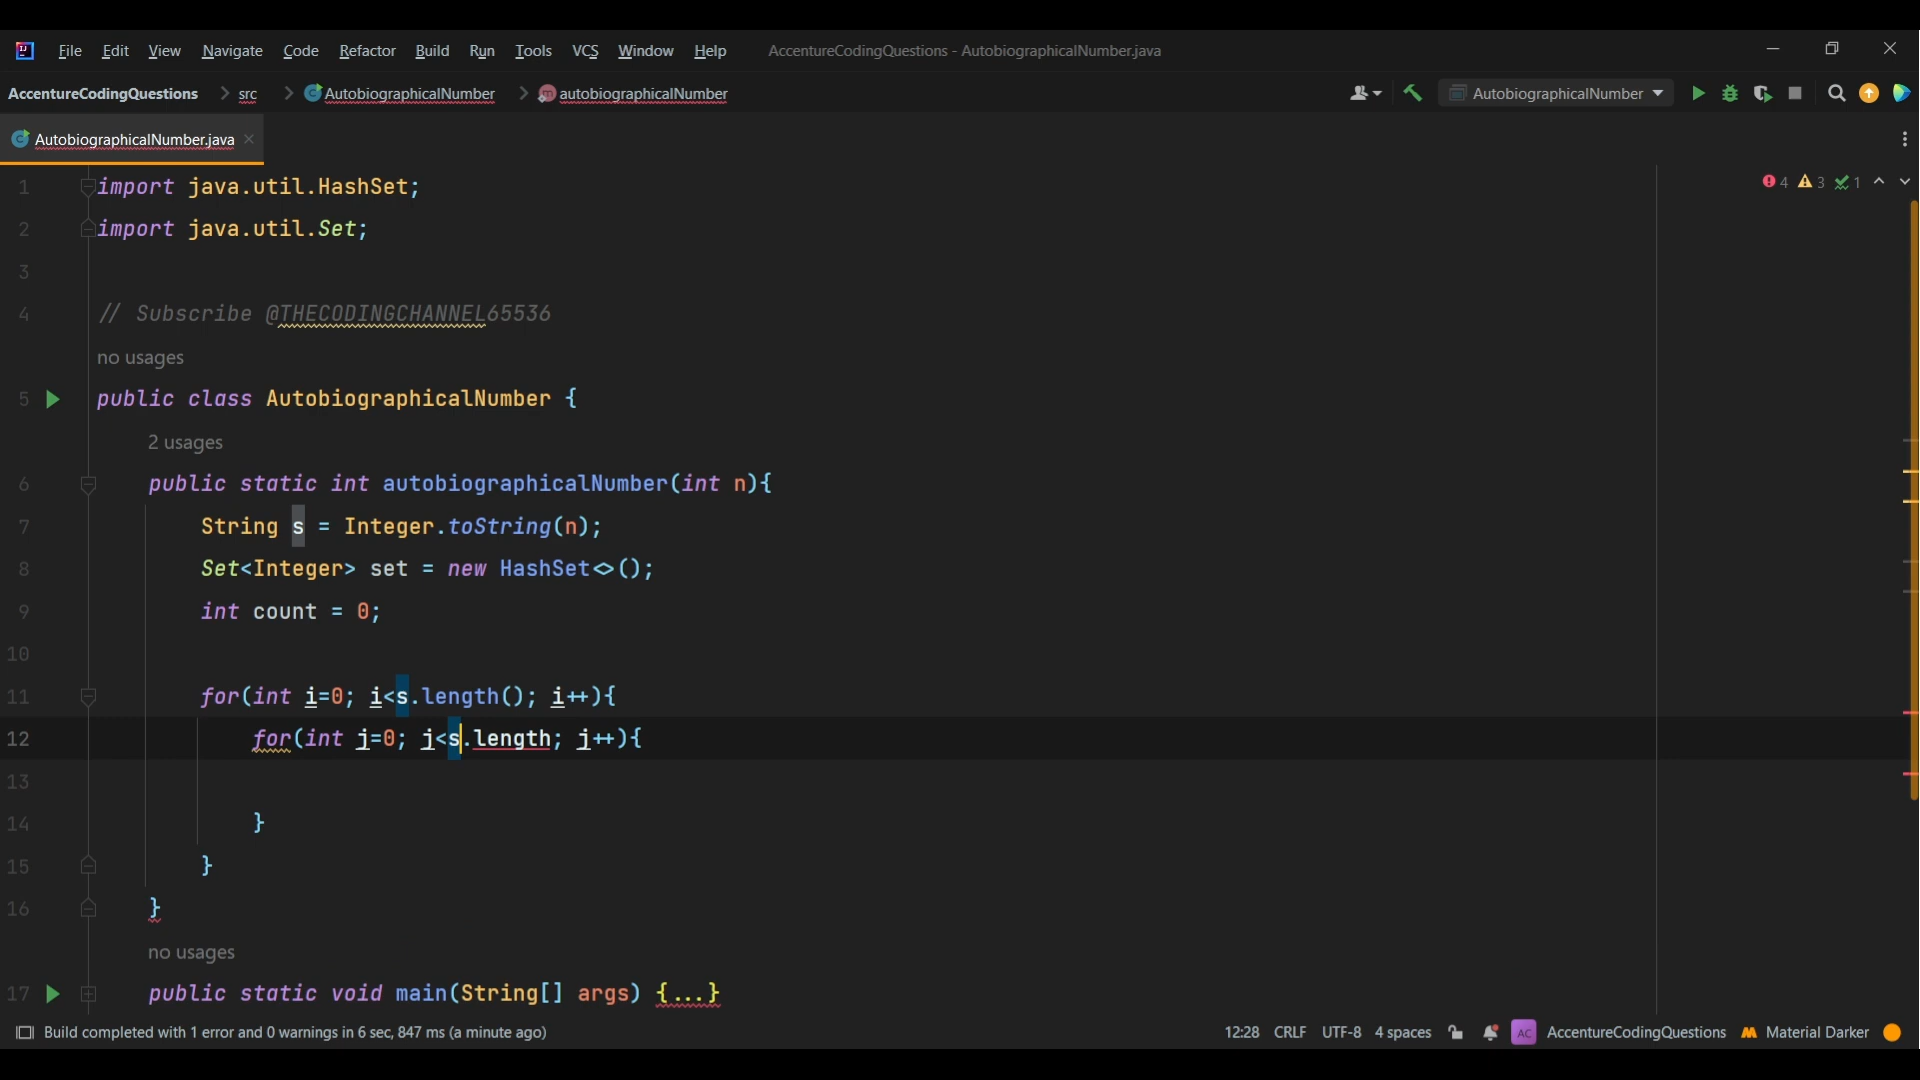 File Edit View Navigate Code Refactor Build Run Tools VCS Window Help AccentureCodingQuestions - AutobiographicalNumber.java
AccentureCodingQuestions src AutobiographicalNumber m autobiographicalNumber AutobiographicalNumber
AutobiographicalNumber.java
4 3 1
1 import java.util.HashSet;
2 import java.util.Set;
3
4 // Subscribe @THECODINGCHANNEL65536
no usages
5 public class AutobiographicalNumber {
2 usages
6 public static int autobiographicalNumber(int n){
7 String s = Integer.toString(n);
8 Set<Integer> set = new HashSet<>();
9 int count = 0;
10
11 for(int i=0; i<s.length(); i++){
12 for(int j=0; j<s.length; j++){
13
14 }
15 }
16 }
no usages
17 public static void main(String[] args) {...}
Build completed with 1 error and 0 warnings in 6 sec, 847 ms (a minute ago) 12:28 CRLF UTF-8 4 spaces AC AccentureCodingQuestions Material Darker